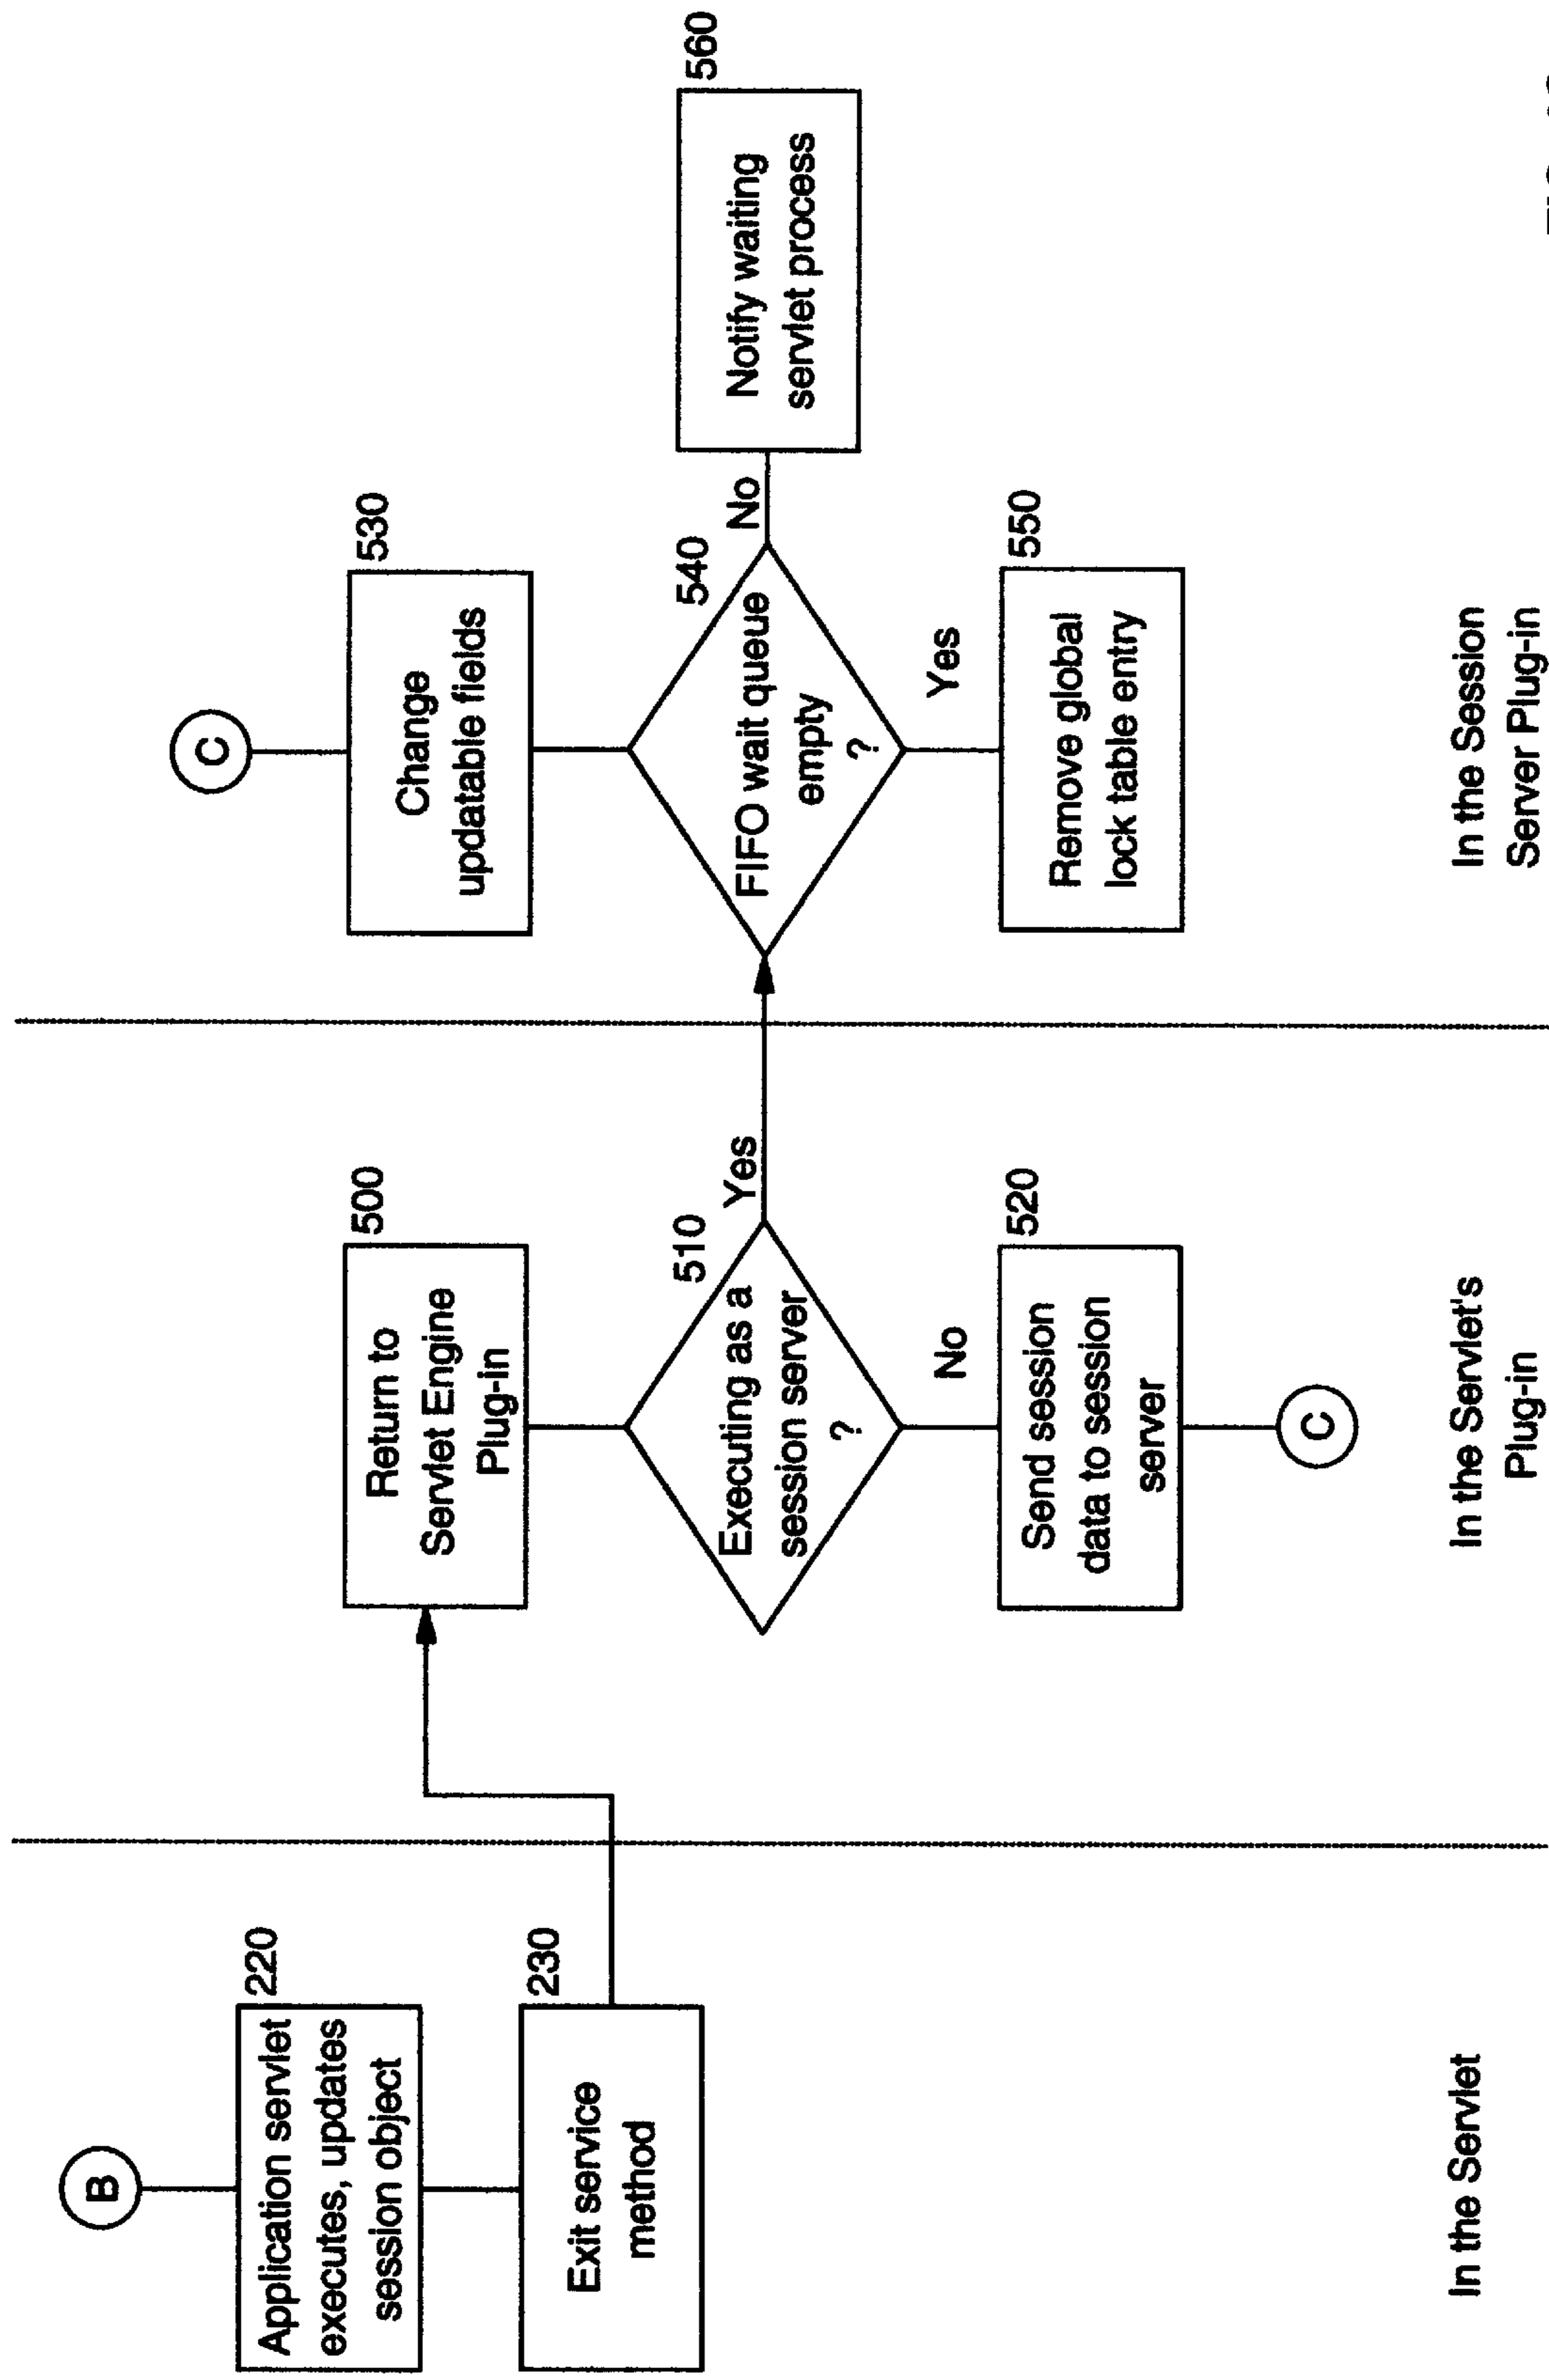 B
220
Application servlet
executes, updates
session object
230
Exit service
method
In the Servlet
500
Return to
Servlet Engine
Plug-in
510
Executing as a
session server
?
Yes
No
520
Send session
data to session
server
C
In the Servlet's
Plug-in
C
530
Change
updatable fields
540
FIFO wait queue
empty
?
No
560
Notify waiting
servlet process
Yes
550
Remove global
lock table entry
In the Session
Server Plug-in